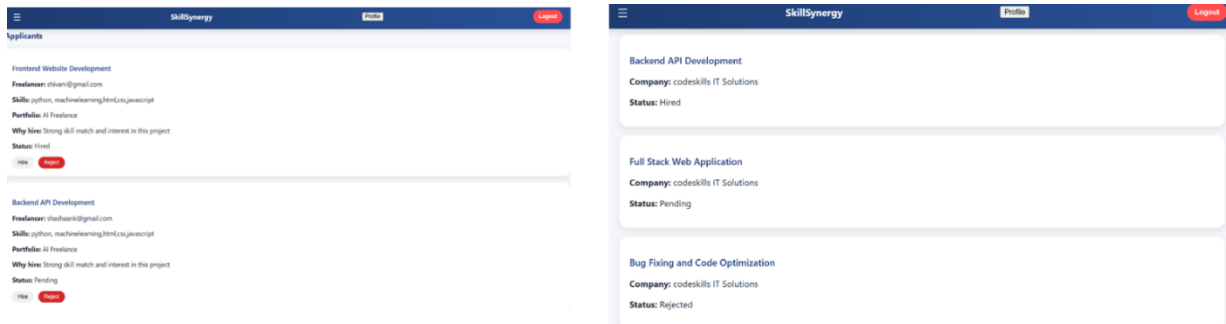 ☰ SkillSynergy Profile Logout
Applicants
Frontend Website Development
Freelancer: shivani@gmail.com
Skills: python, machinelearning,html,css,javascript
Portfolio: AI Freelance
Why hire: Strong skill match and interest in this project
Status: Hired
Hire Reject
Backend API Development
Freelancer: shashaank@gmail.com
Skills: python, machinelearning,html,css,javascript
Portfolio: AI Freelance
Why hire: Strong skill match and interest in this project
Status: Pending
Hire Reject
☰ SkillSynergy Profile Logout
Backend API Development
Company: codeskills IT Solutions
Status: Hired
Full Stack Web Application
Company: codeskills IT Solutions
Status: Pending
Bug Fixing and Code Optimization
Company: codeskills IT Solutions
Status: Rejected